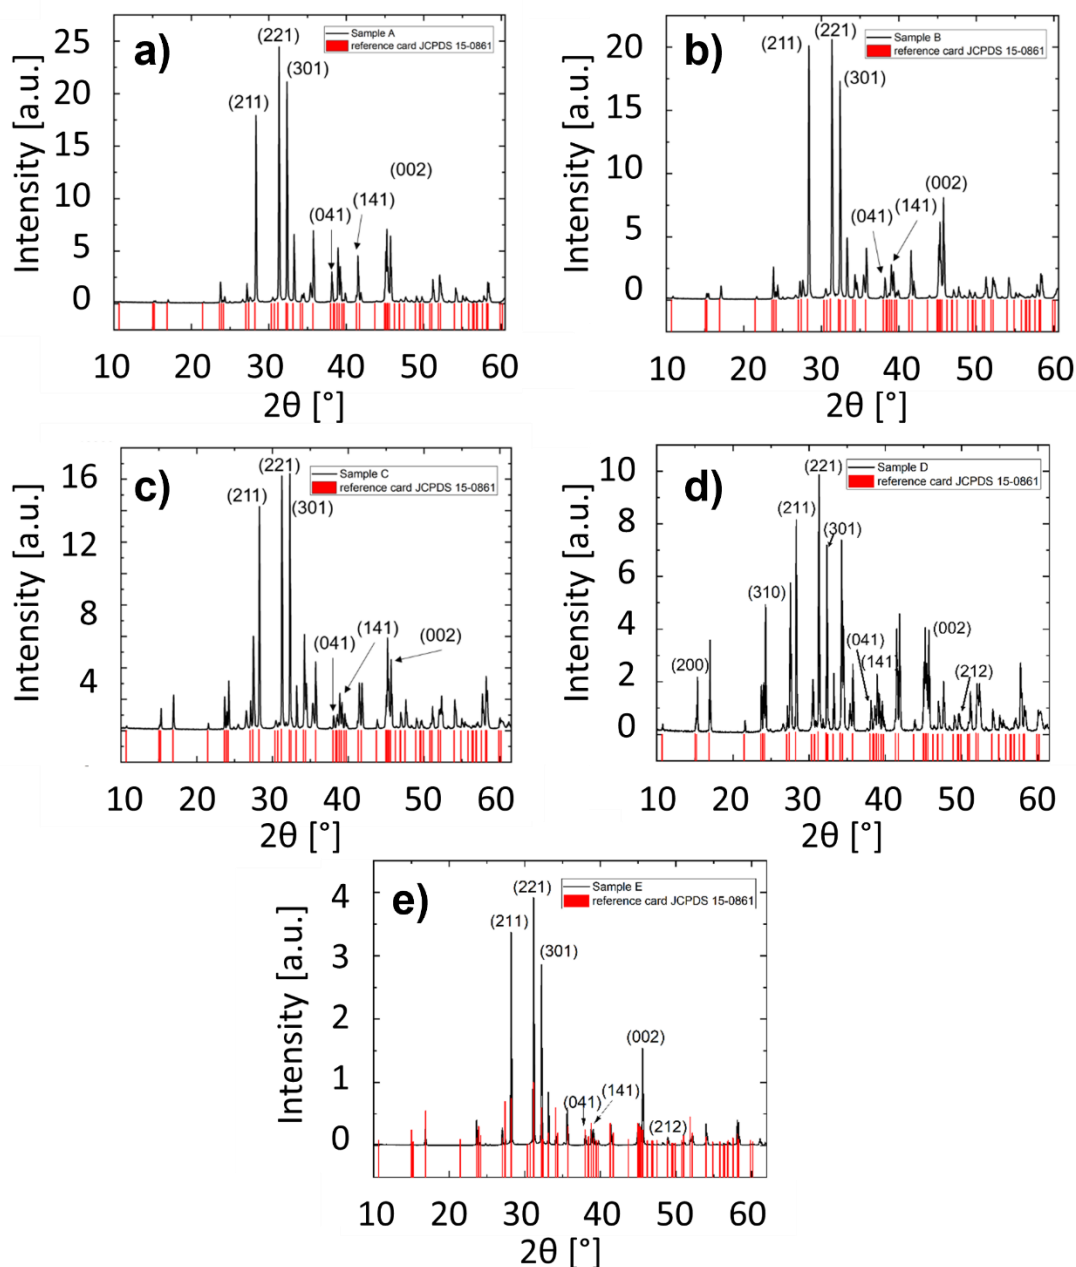 a)
Sample A
reference card JCPDS 15-0861
(221)
(301)
(211)
(002)
(141)
(041)
25
20
15
10
5
0
Intensity [a.u.]
10 20 30 40 50 60
2θ [°]
b)
Sample B
reference card JCPDS 15-0861
(221)
(211)
(301)
(002)
(141)
(041)
20
15
10
5
0
Intensity [a.u.]
10 20 30 40 50 60
2θ [°]
c)
Sample C
reference card JCPDS 15-0861
(221)
(211)
(301)
(041)
(141)
(002)
16
12
8
4
Intensity [a.u.]
10 20 30 40 50 60
2θ [°]
d)
Sample D
reference card JCPDS 15-0861
(221)
(211)
(301)
(310)
(041)
(141)
(002)
(200)
(212)
10
8
6
4
2
0
Intensity [a.u.]
10 20 30 40 50 60
2θ [°]
e)
Sample E
reference card JCPDS 15-0861
(221)
(211)
(301)
(002)
(141)
(041)
(212)
4
3
2
1
0
Intensity [a.u.]
10 20 30 40 50 60
2θ [°]